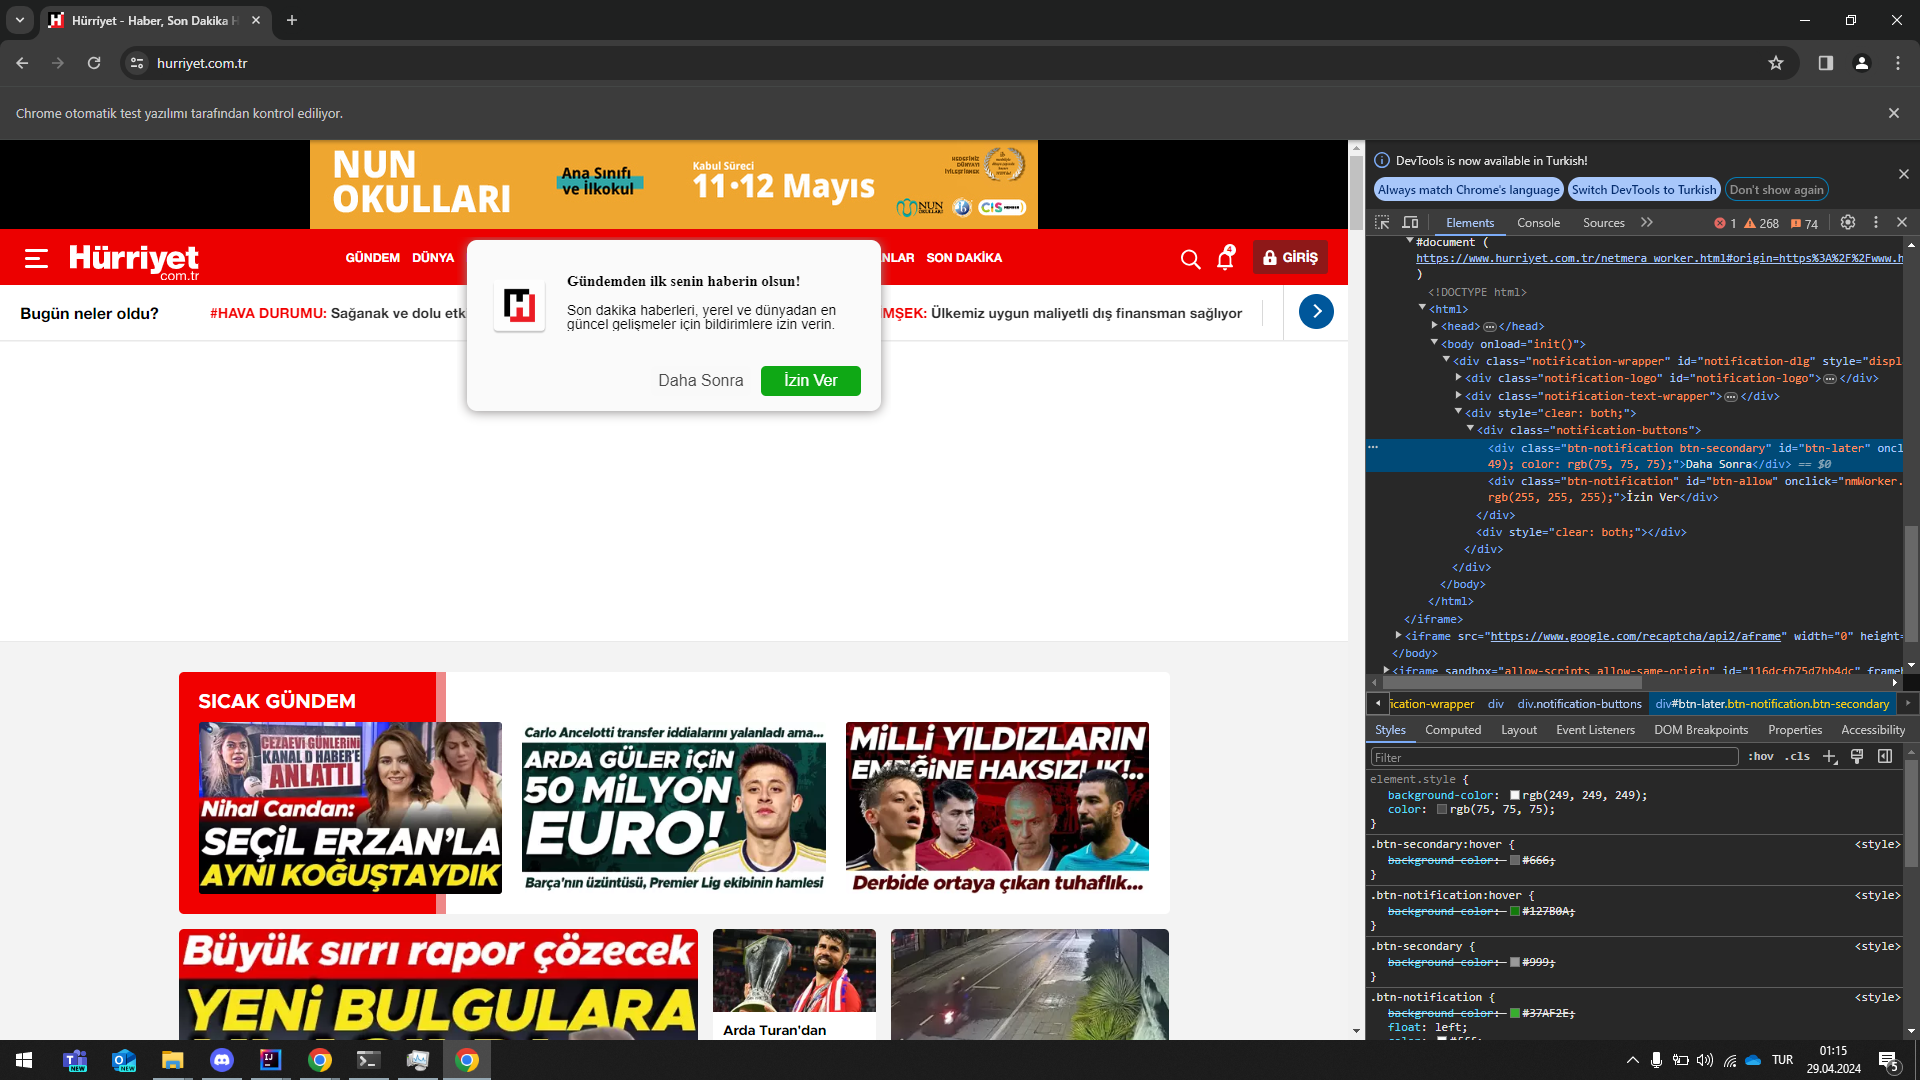 Hürriyet - Haber, Son Dakika H
hurriyet.com.tr
Chrome otomatik test yazılımı tarafından kontrol ediliyor.
NUN
OKULLARI
Ana Sınıfı
ve İlkokul
Kabul Süreci
11•12 Mayıs
NUN
OKULLARI
Hürriyet
com.tr
GÜNDEM
DÜNYA
NLAR
SON DAKİKA
4
GİRİŞ
Bugün neler oldu?
#HAVA DURUMU: Sağanak ve dolu etk
MŞEK: Ülkemiz uygun maliyetli dış finansman sağlıyor
Gündemden ilk senin haberin olsun!
Son dakika haberleri, yerel ve dünyadan en
güncel gelişmeler için bildirimlere izin verin.
Daha Sonra
İzin Ver
SICAK GÜNDEM
CEZAEVİ GÜNLERİNİ
KANAL D HABER'E
ANLATTI
Nihal Candan:
SEÇİL ERZAN'LA
AYNI KOĞUŞTAYDIK
Carlo Ancelotti transfer iddialarını yalanladı ama...
ARDA GÜLER İÇİN
50 MİLYON
EURO!
Barça'nın üzüntüsü, Premier Lig ekibinin hamlesi
MİLLİ YILDIZLARIN
EMEĞİNE HAKSIZLIK!..
Derbide ortaya çıkan tuhaflık...
Büyük sırrı rapor çözecek
YENİ BULGULARA
Arda Turan'dan
DevTools is now available in Turkish!
Always match Chrome's language
Switch DevTools to Turkish
Don't show again
Elements
Console
Sources
1
268
74
#document (
https://www.hurriyet.com.tr/netmera_worker.html#origin=https%3A%2F%2Fwww.h
)
<!DOCTYPE html>
<html>
<head> ⋯ </head>
<body onload="init()">
<div class="notification-wrapper" id="notification-dlg" style="displ
<div class="notification-logo" id="notification-logo"> ⋯ </div>
<div class="notification-text-wrapper"> ⋯ </div>
<div style="clear: both;">
<div class="notification-buttons">
<div class="btn-notification btn-secondary" id="btn-later" oncl
49); color: rgb(75, 75, 75);">Daha Sonra</div> == $0
<div class="btn-notification" id="btn-allow" onclick="nmWorker.
rgb(255, 255, 255);">İzin Ver</div>
</div>
<div style="clear: both;"></div>
</div>
</div>
</body>
</html>
</iframe>
<iframe src="https://www.google.com/recaptcha/api2/aframe" width="0" height=
</body>
<iframe sandbox="allow-scripts allow-same-origin" id="116dcfb75d7bb4dc" frameb
ication-wrapper
div
div.notification-buttons
div#btn-later.btn-notification.btn-secondary
Styles
Computed
Layout
Event Listeners
DOM Breakpoints
Properties
Accessibility
Filter
:hov
.cls
element.style {
background-color: rgb(249, 249, 249);
color: rgb(75, 75, 75);
}
.btn-secondary:hover {
<style>
background-color: #666;
}
.btn-notification:hover {
<style>
background-color: #127B0A;
}
.btn-secondary {
<style>
background-color: #999;
}
.btn-notification {
<style>
background-color: #37AF2E;
float: left;
color: #fff;
TUR
01:15
29.04.2024
5